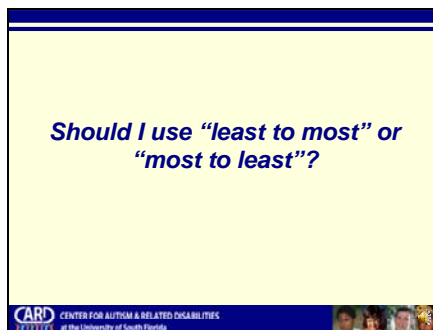 Should I use “least to most” or
“most to least”?
CARD CENTER FOR AUTISM & RELATED DISABILITIES
at the University of South Florida